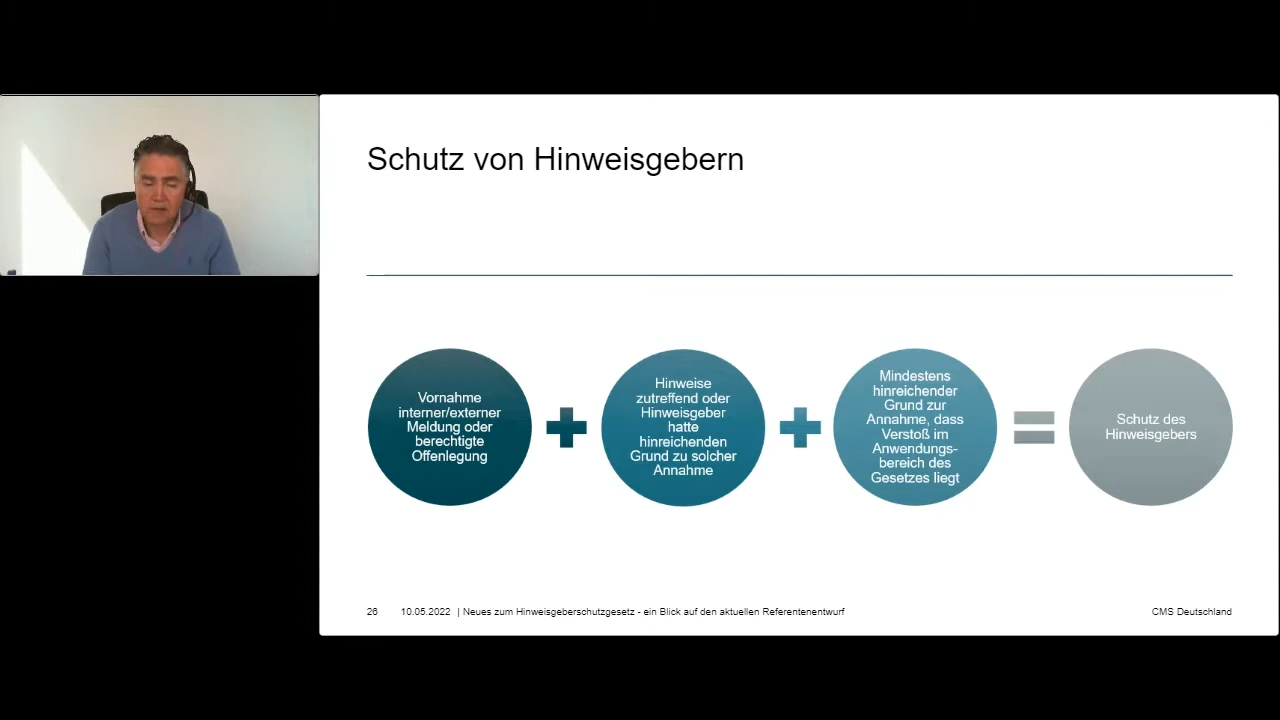 Schutz von Hinweisgebern
Vornahme
interner/externer
Meldung oder
berechtigte
Offenlegung
Hinweise
zutreffend oder
Hinweisgeber
hatte
hinreichenden
Grund zu solcher
Annahme
Mindestens
hinreichender
Grund zur
Annahme, dass
Verstoß im
Anwendungs-
bereich des
Gesetzes liegt
Schutz des
Hinweisgebers
26 10.05.2022 | Neues zum Hinweisgeberschutzgesetz - ein Blick auf den aktuellen Referentenentwurf CMS Deutschland